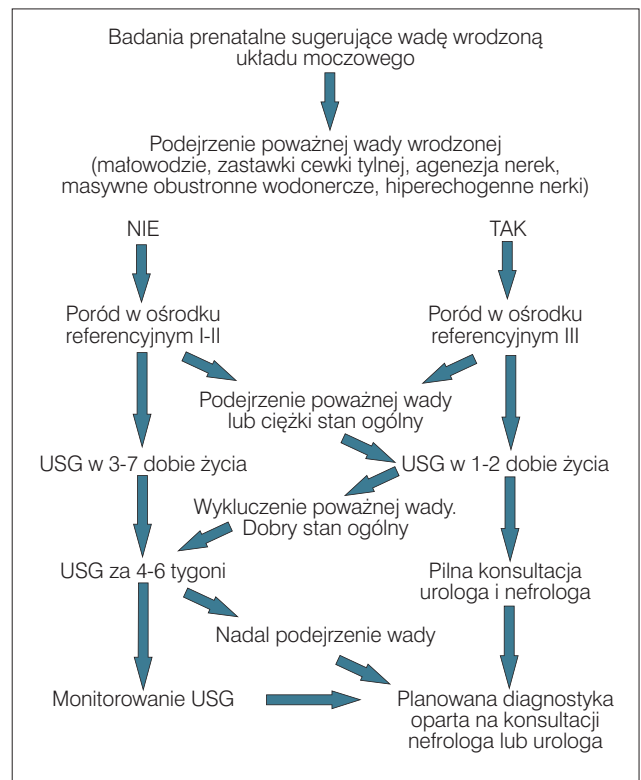 Badania prenatalne sugerujące wadę wrodzoną
układu moczowego
Podejrzenie poważnej wady wrodzonej
(małowodzie, zastawki cewki tylnej, agenezja nerek,
masywne obustronne wodonercze, hiperechogenne nerki)
NIE
TAK
Poród w ośrodku
referencyjnym I-II
Poród w ośrodku
referencyjnym III
Podejrzenie poważnej wady
lub ciężki stan ogólny
USG w 3-7 dobie życia
USG w 1-2 dobie życia
Wykluczenie poważnej wady.
Dobry stan ogólny
USG za 4-6 tygoni
Pilna konsultacja
urologa i nefrologa
Nadal podejrzenie wady
Monitorowanie USG
Planowana diagnostyka
oparta na konsultacji
nefrologa lub urologa